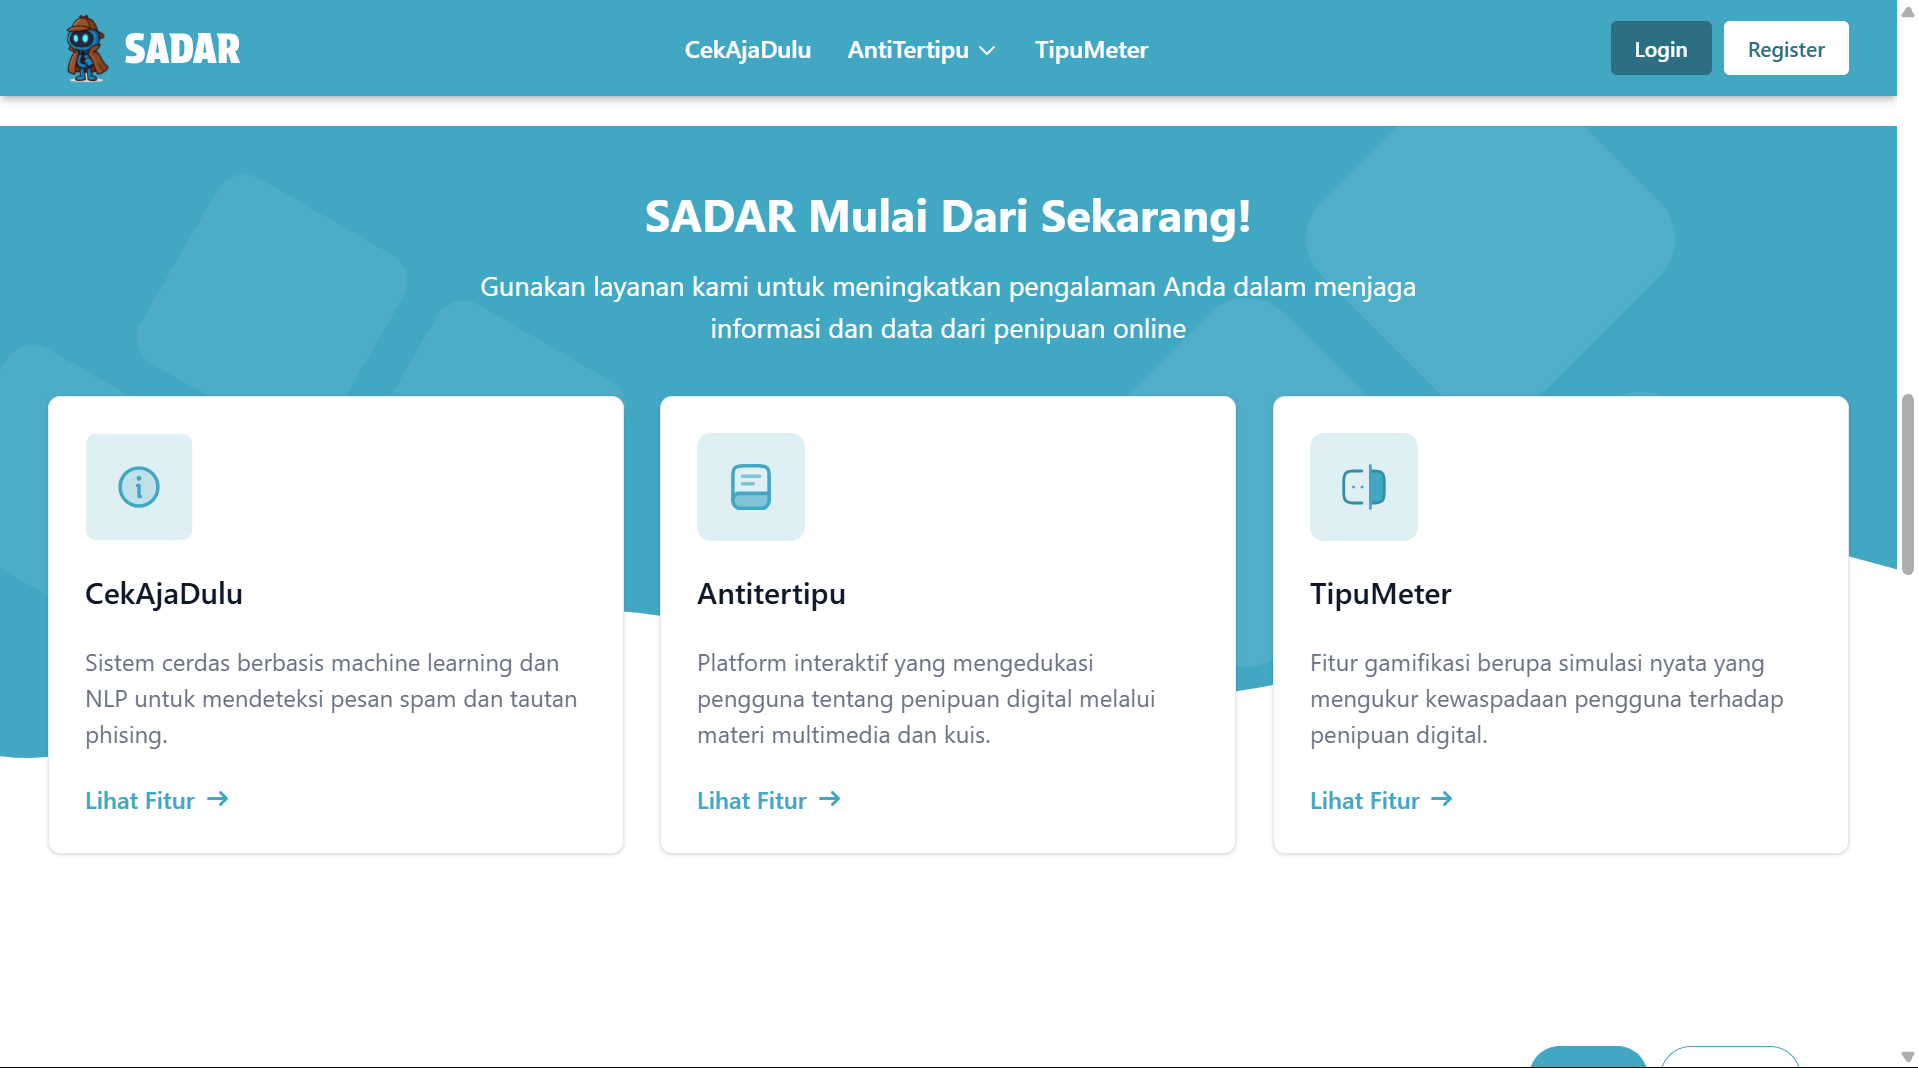 SADAR
CekAjaDulu
AntiTertipu
TipuMeter
Login
Register
SADAR Mulai Dari Sekarang!
Gunakan layanan kami untuk meningkatkan pengalaman Anda dalam menjaga
informasi dan data dari penipuan online
CekAjaDulu
Sistem cerdas berbasis machine learning dan
NLP untuk mendeteksi pesan spam dan tautan
phising.
Lihat Fitur
Antitertipu
Platform interaktif yang mengedukasi
pengguna tentang penipuan digital melalui
materi multimedia dan kuis.
Lihat Fitur
TipuMeter
Fitur gamifikasi berupa simulasi nyata yang
mengukur kewaspadaan pengguna terhadap
penipuan digital.
Lihat Fitur